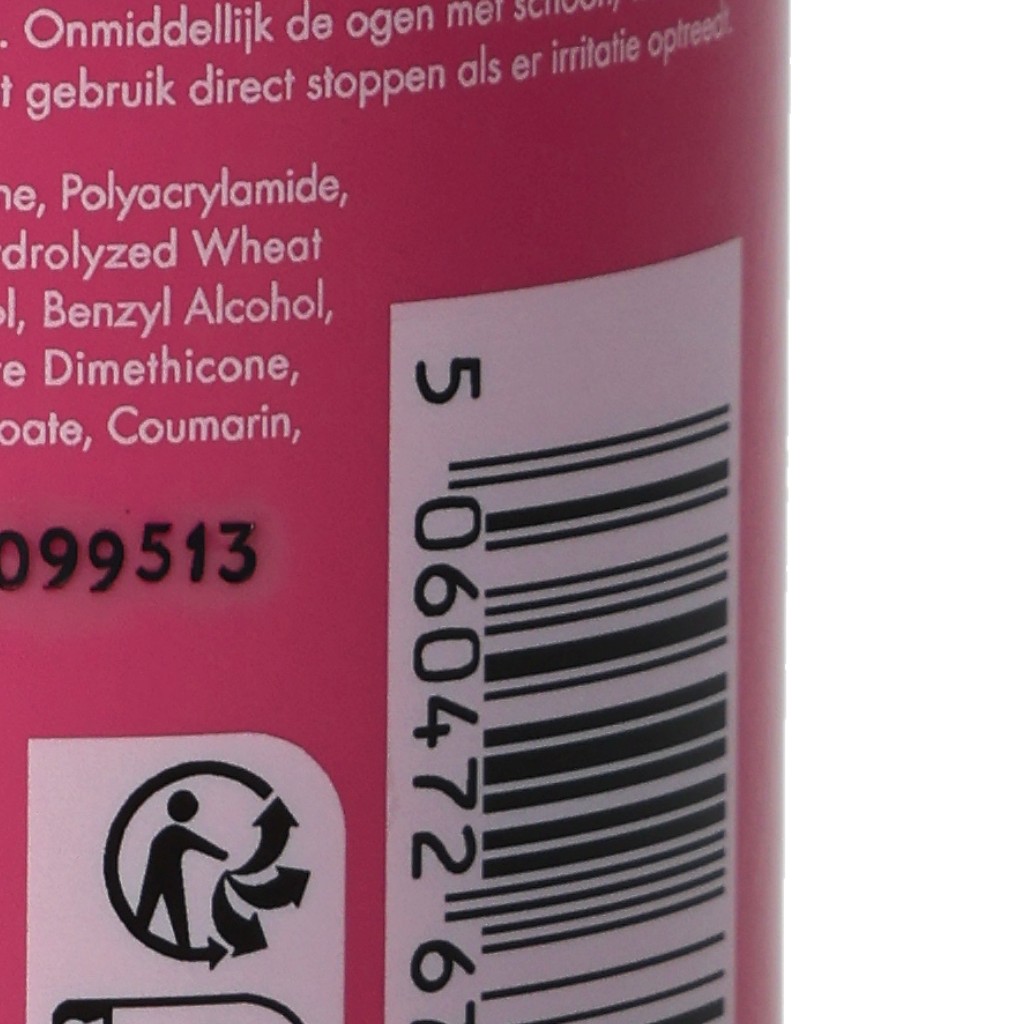 . Onmiddellijk de ogen met schoon,
t gebruik direct stoppen als er irritatie optreedt.
ne, Polyacrylamide,
drolyzed Wheat
ol, Benzyl Alcohol,
e Dimethicone,
oate, Coumarin,
099513
5 060472 6